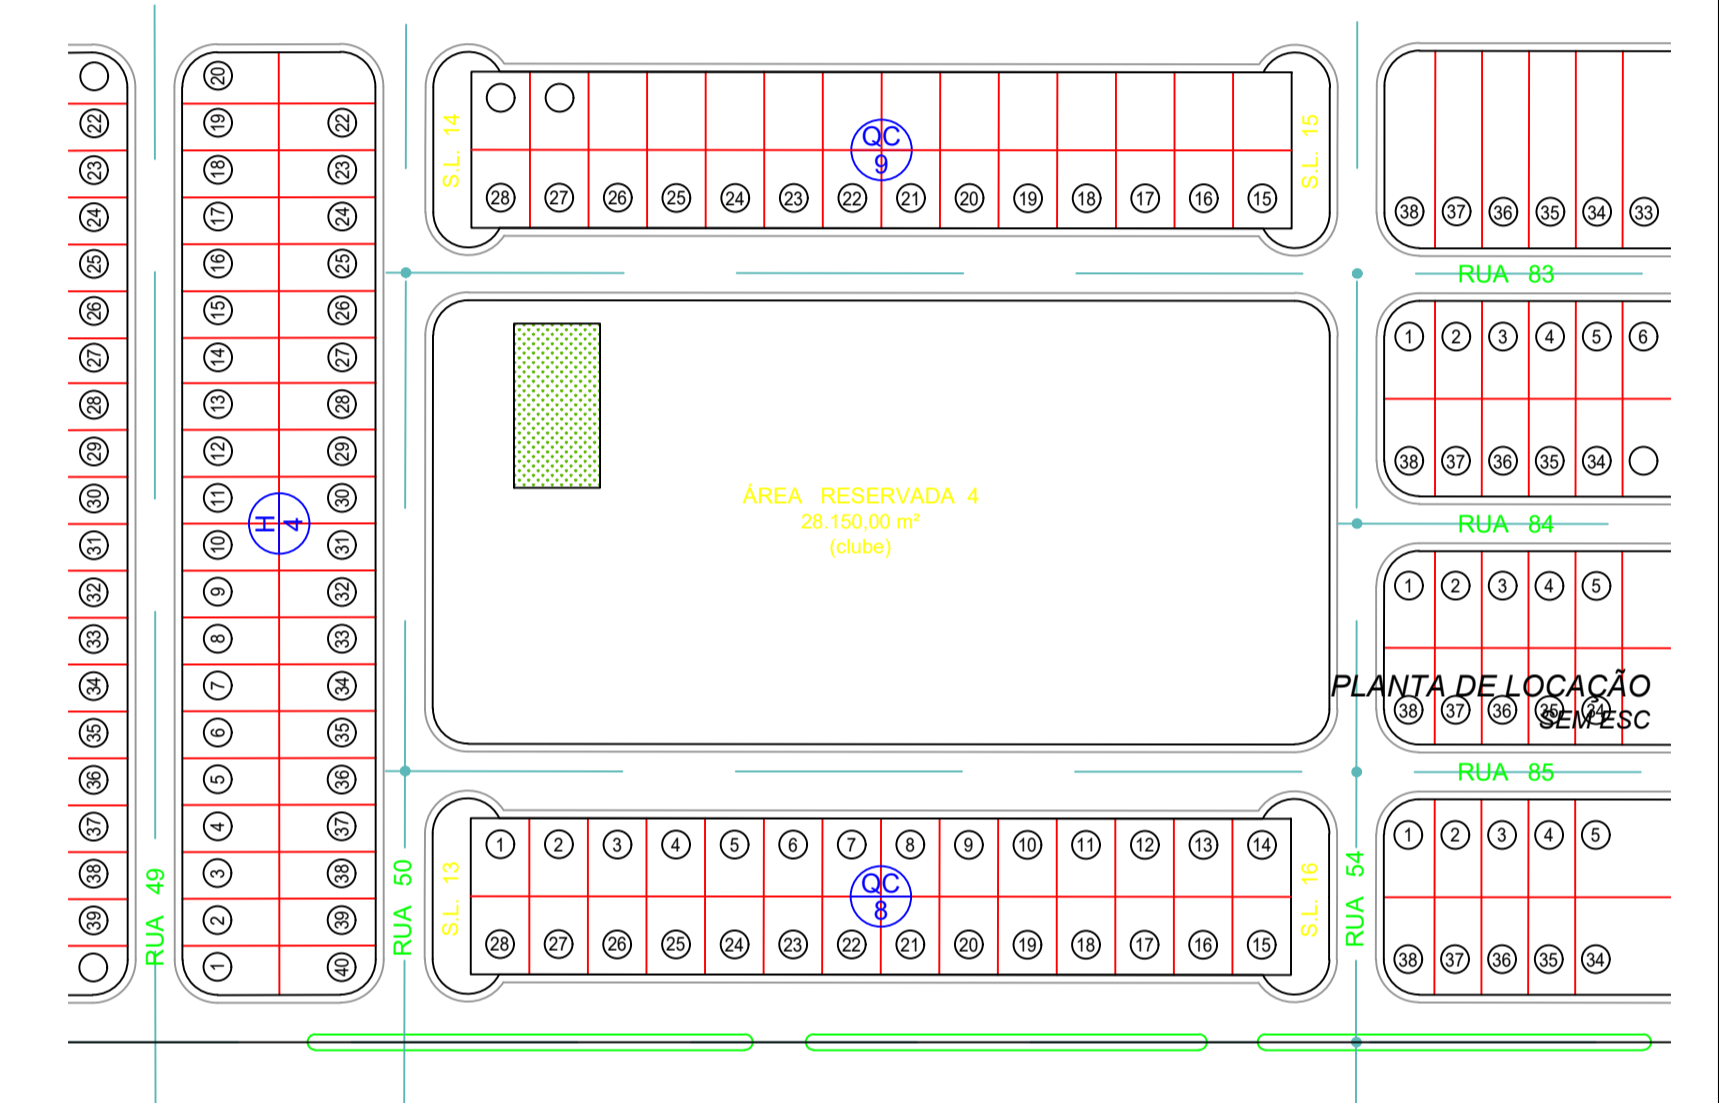 22
23
24
25
26
27
28
29
30
31
32
33
34
35
36
37
38
39
RUA 49
20
19
18
17
16
15
14
13
12
11
10
9
8
7
6
5
4
3
2
1
H 4
22
23
24
25
26
27
28
29
30
31
32
33
34
35
36
37
38
39
40
RUA 50
S.L. 14
QC
9
28 27 26 25 24 23 22 21 20 19 18 17 16 15
S.L. 15
38 37 36 35 34 33
RUA 83
1 2 3 4 5 6
38 37 36 35 34
ÁREA RESERVADA 4
28.150,00 m²
(clube)
RUA 84
1 2 3 4 5
PLANTA DE LOCAÇÃO
38 37 36 35 34
SEM ESC
RUA 85
S.L. 13
1 2 3 4 5 6 7 8 9 10 11 12 13 14
QC
8
28 27 26 25 24 23 22 21 20 19 18 17 16 15
S.L. 16
RUA 54
1 2 3 4 5
38 37 36 35 34